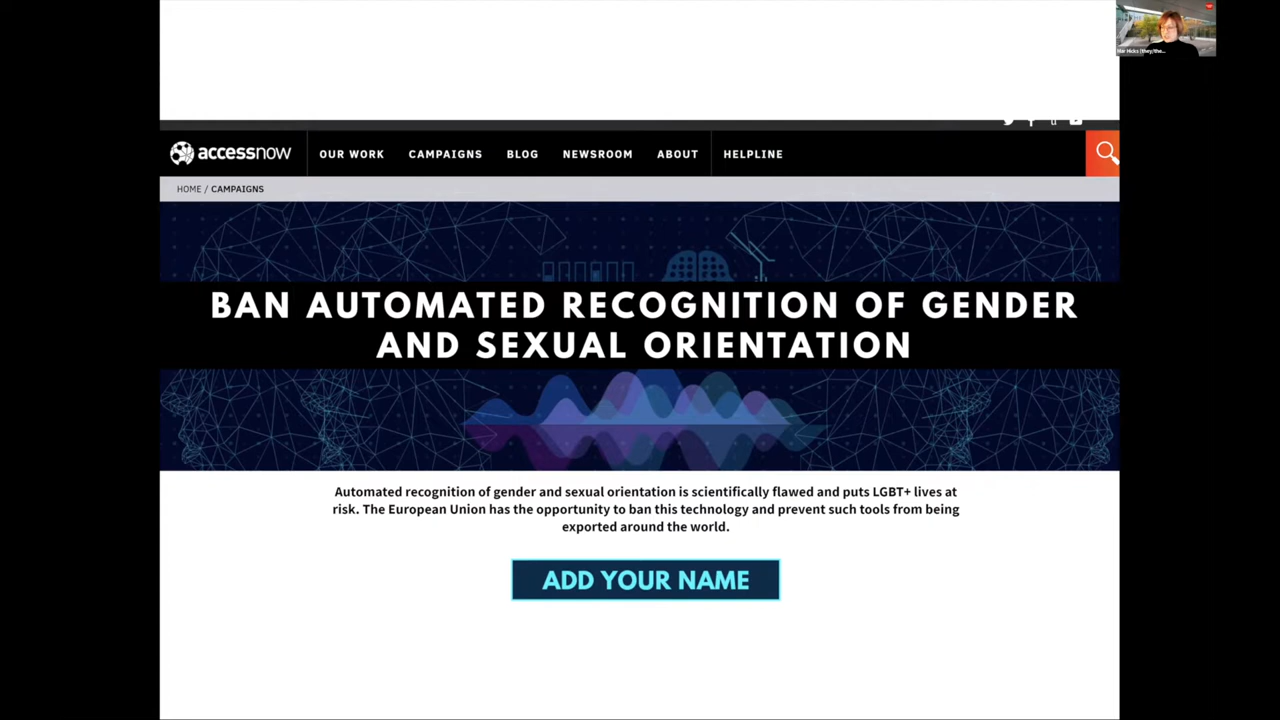 accessnow
OUR WORK
CAMPAIGNS
BLOG
NEWSROOM
ABOUT
HELPLINE
HOME / CAMPAIGNS
BAN AUTOMATED RECOGNITION OF GENDER
AND SEXUAL ORIENTATION
Automated recognition of gender and sexual orientation is scientifically flawed and puts LGBT+ lives at
risk. The European Union has the opportunity to ban this technology and prevent such tools from being
exported around the world.
ADD YOUR NAME